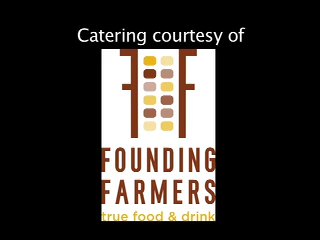 Catering courtesy of
FOUNDING
FARMERS
true food & drink